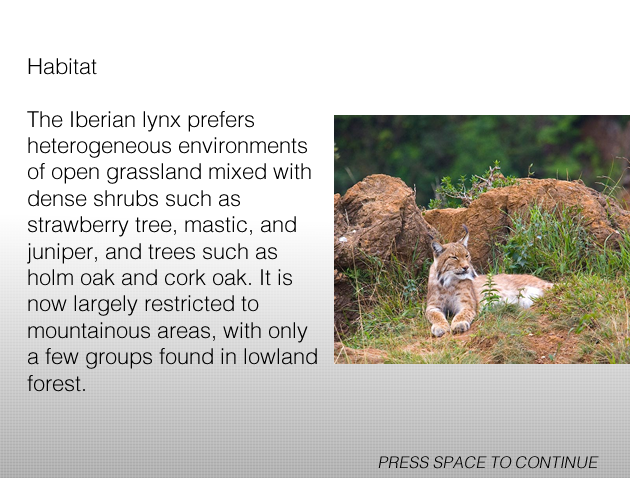 Habitat
The Iberian lynx prefers
heterogeneous environments
of open grassland mixed with
dense shrubs such as
strawberry tree, mastic, and
juniper, and trees such as
holm oak and cork oak. It is
now largely restricted to
mountainous areas, with only
a few groups found in lowland
forest.
PRESS SPACE TO CONTINUE